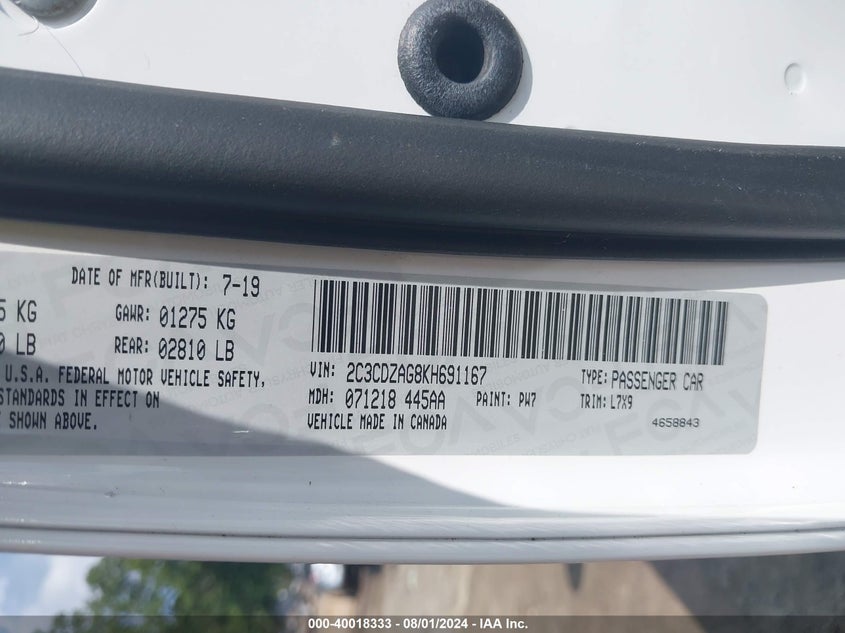 DATE OF MFR(BUILT): 7-19
5 KG GAWR: 01275 KG
0 LB REAR: 02810 LB
U.S.A. FEDERAL MOTOR VEHICLE SAFETY,
STANDARDS IN EFFECT ON
SHOWN ABOVE.
VIN: 2C3CDZAG8KH691167 TYPE: PASSENGER CAR
MDH: 071218 445AA PAINT: PW7 TRIM: L7X9
VEHICLE MADE IN CANADA 4658843
000-40018333 — 08/01/2024 — IAA Inc.